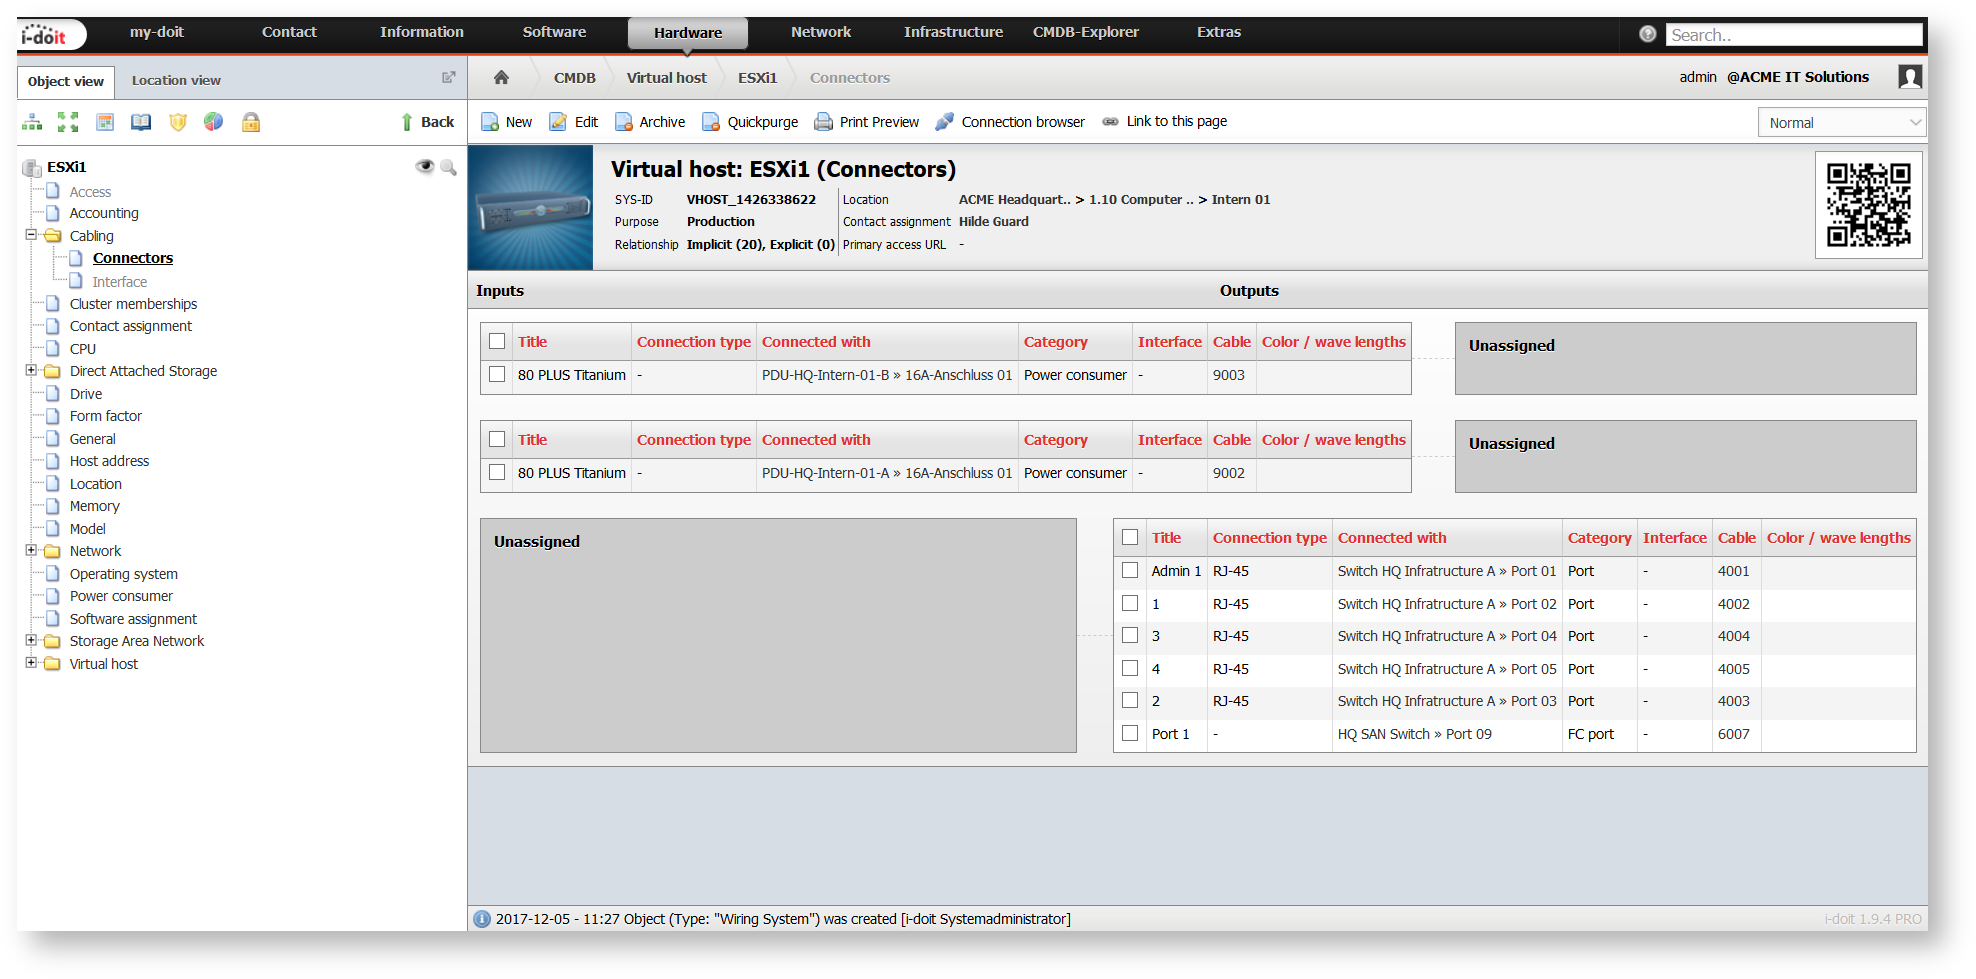 i-doit my-doit Contact Information Software Hardware Network Infrastructure CMDB-Explorer Extras Search..
Object view Location view
CMDB Virtual host ESXi1 Connectors admin @ACME IT Solutions
Back
New Edit Archive Quickpurge Print Preview Connection browser Link to this page Normal
ESXi1
Access
Accounting
Cabling
Connectors
Interface
Cluster memberships
Contact assignment
CPU
Direct Attached Storage
Drive
Form factor
General
Host address
Location
Memory
Model
Network
Operating system
Power consumer
Software assignment
Storage Area Network
Virtual host
Virtual host: ESXi1 (Connectors)
SYS-ID VHOST_1426338622 Location ACME Headquart.. > 1.10 Computer .. > Intern 01
Purpose Production Contact assignment Hilde Guard
Relationship Implicit (20), Explicit (0) Primary access URL -
Inputs Outputs
Title Connection type Connected with Category Interface Cable Color / wave lengths
80 PLUS Titanium - PDU-HQ-Intern-01-B » 16A-Anschluss 01 Power consumer - 9003
Unassigned
Title Connection type Connected with Category Interface Cable Color / wave lengths
80 PLUS Titanium - PDU-HQ-Intern-01-A » 16A-Anschluss 01 Power consumer - 9002
Unassigned
Unassigned
Title Connection type Connected with Category Interface Cable Color / wave lengths
Admin 1 RJ-45 Switch HQ Infratructure A » Port 01 Port - 4001
1 RJ-45 Switch HQ Infratructure A » Port 02 Port - 4002
3 RJ-45 Switch HQ Infratructure A » Port 04 Port - 4004
4 RJ-45 Switch HQ Infratructure A » Port 05 Port - 4005
2 RJ-45 Switch HQ Infratructure A » Port 03 Port - 4003
Port 1 - HQ SAN Switch » Port 09 FC port - 6007
2017-12-05 - 11:27 Object (Type: "Wiring System") was created [i-doit Systemadministrator] i-doit 1.9.4 PRO